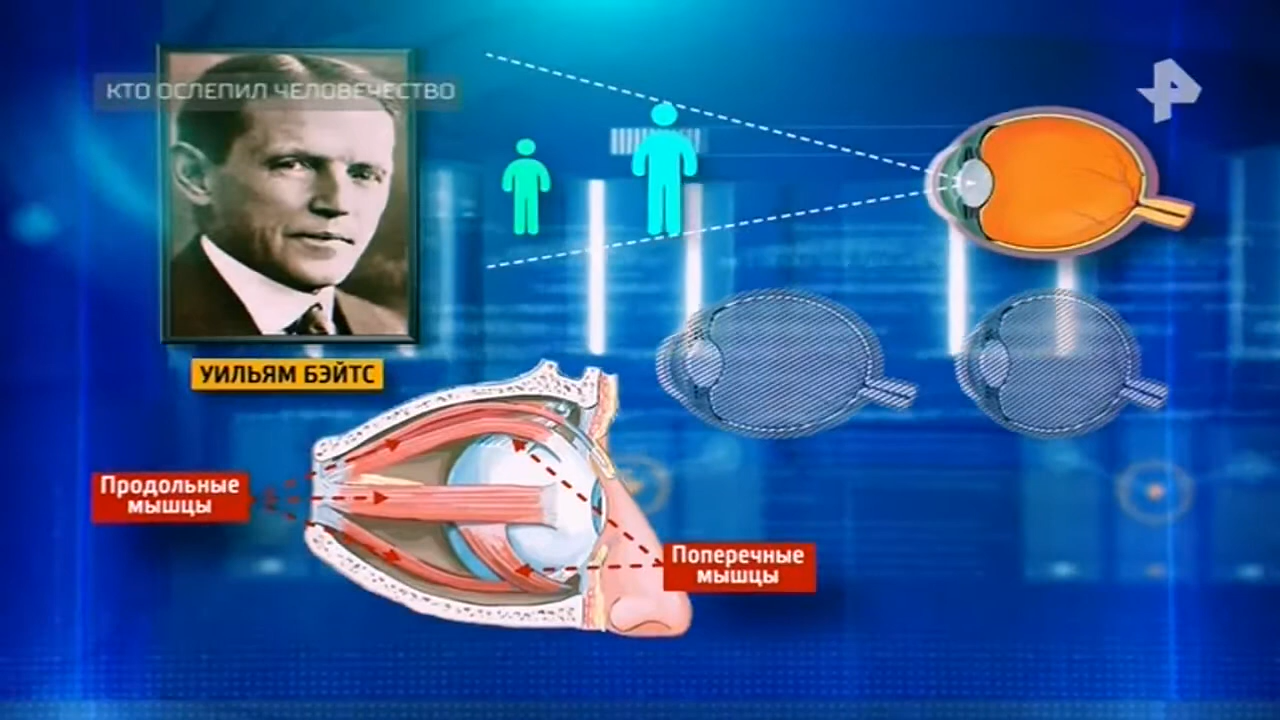 КТО ОСЛЕПИЛ ЧЕЛОВЕЧЕСТВО
УИЛЬЯМ БЭЙТС
Продольные
мышцы
Поперечные
мышцы